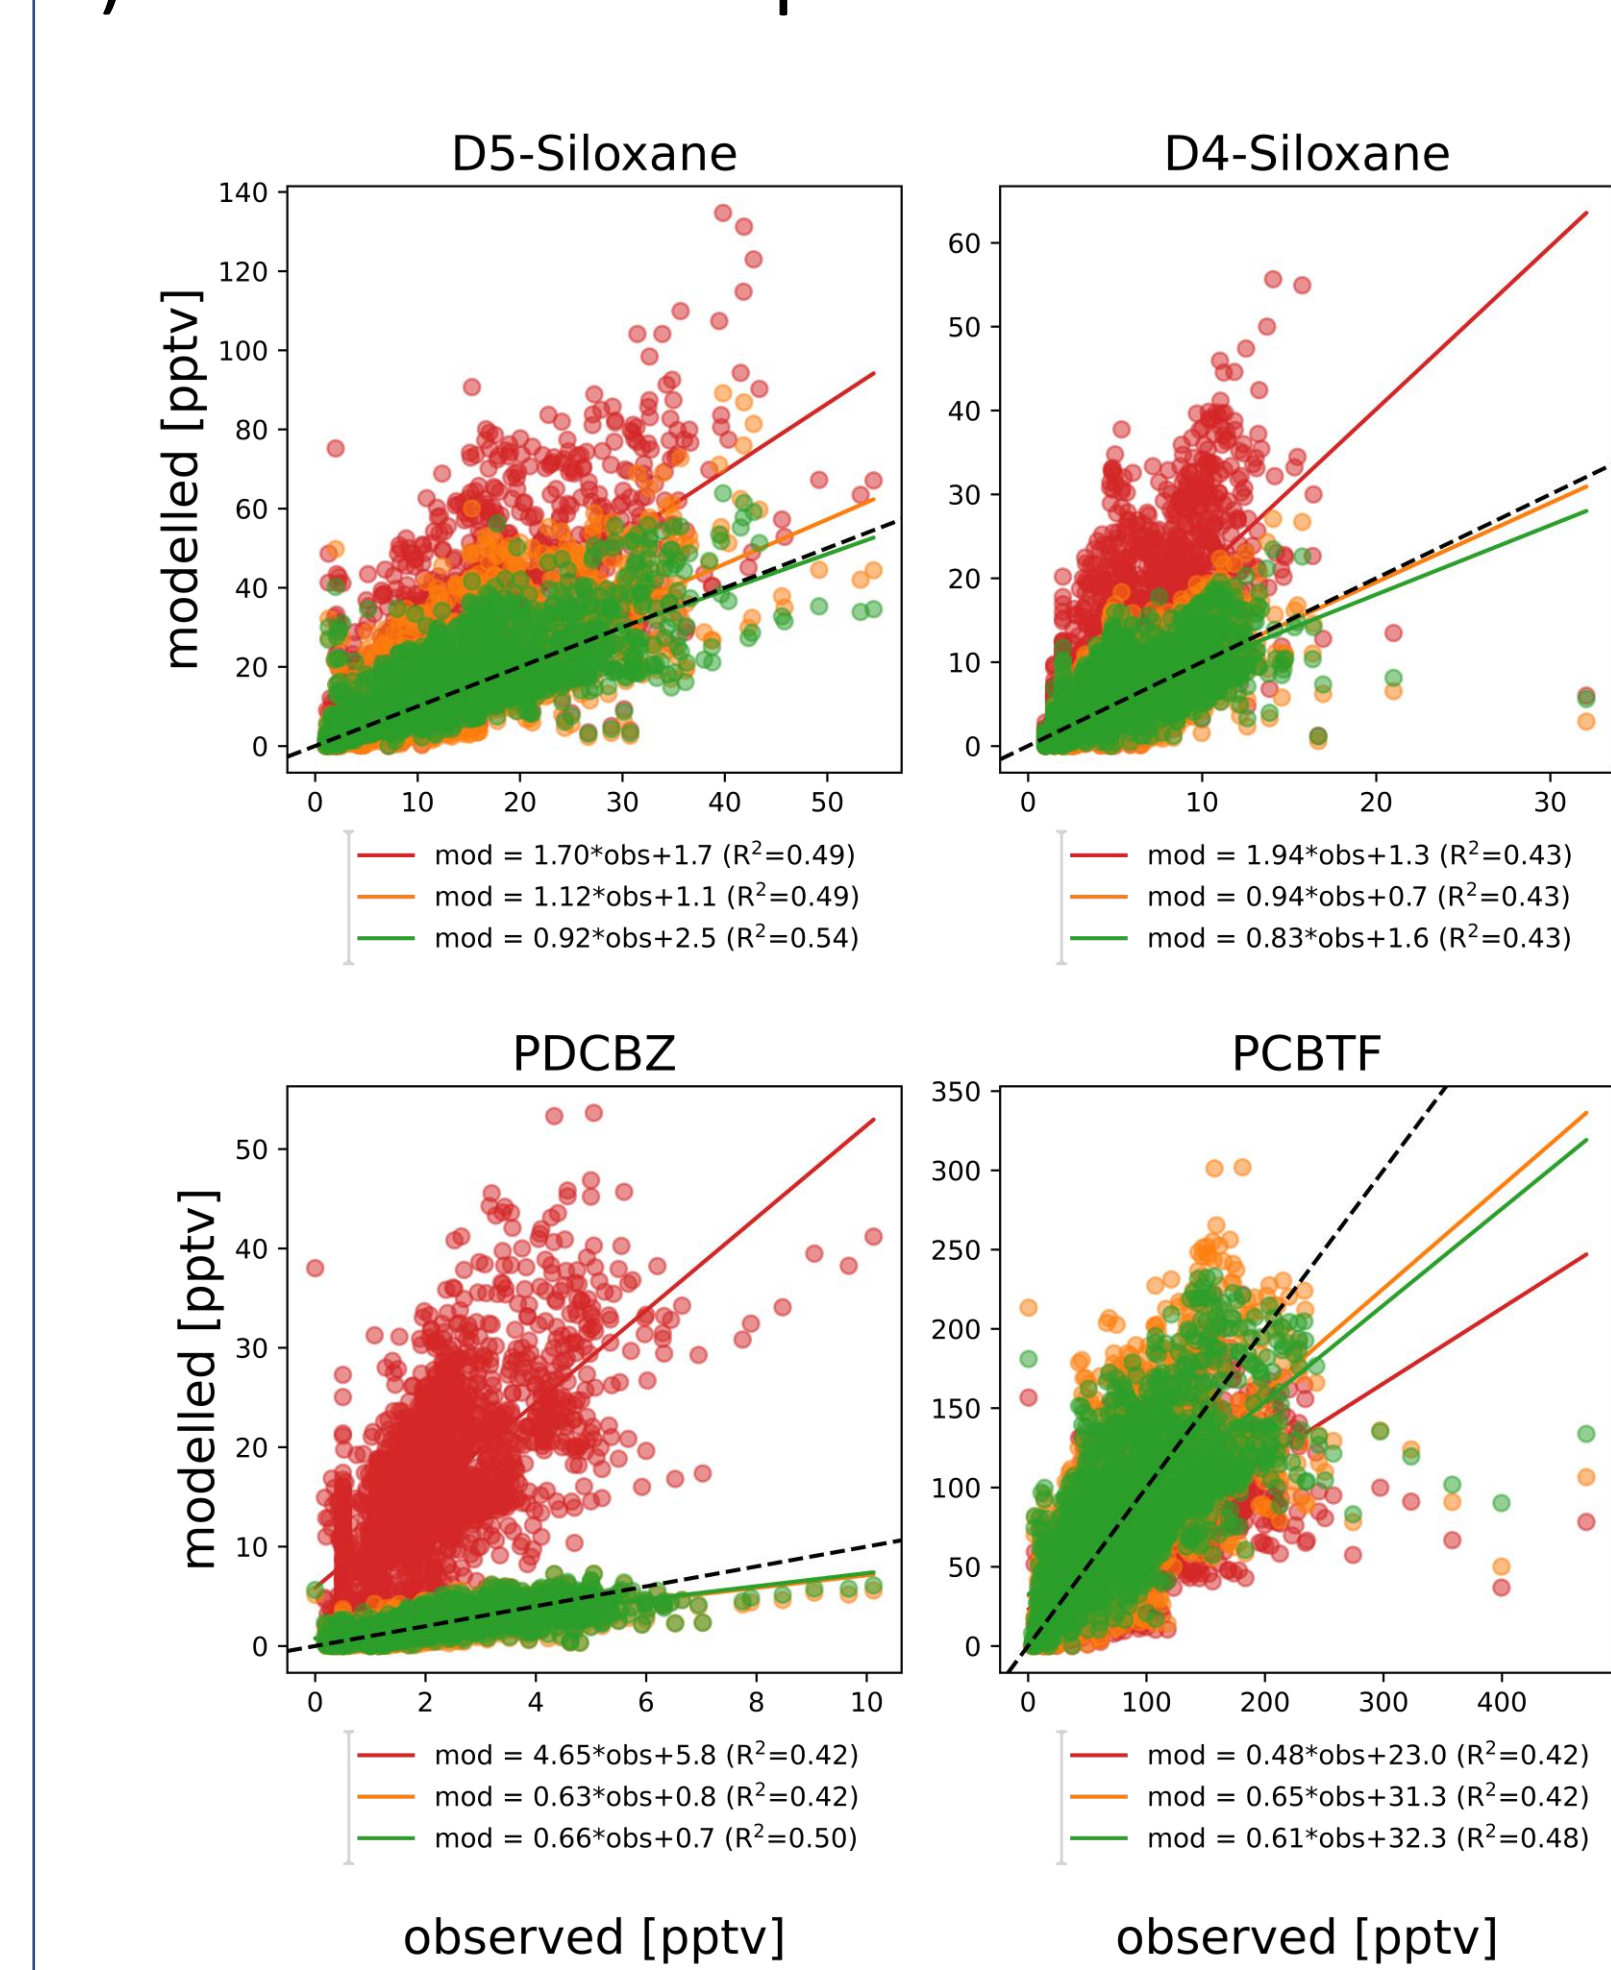 D5-Siloxane
D4-Siloxane
modelled [pptv]
140
120
100
80
60
40
20
0
0 10 20 30 40 50
60
50
40
30
20
10
0
0 10 20 30
mod = 1.70*obs+1.7 (R²=0.49)
mod = 1.12*obs+1.1 (R²=0.49)
mod = 0.92*obs+2.5 (R²=0.54)
mod = 1.94*obs+1.3 (R²=0.43)
mod = 0.94*obs+0.7 (R²=0.43)
mod = 0.83*obs+1.6 (R²=0.43)
PDCBZ
PCBTF
modelled [pptv]
50
40
30
20
10
0
0 2 4 6 8 10
350
300
250
200
150
100
50
0
0 100 200 300 400
mod = 4.65*obs+5.8 (R²=0.42)
mod = 0.63*obs+0.8 (R²=0.42)
mod = 0.66*obs+0.7 (R²=0.50)
mod = 0.48*obs+23.0 (R²=0.42)
mod = 0.65*obs+31.3 (R²=0.42)
mod = 0.61*obs+32.3 (R²=0.48)
observed [pptv]
observed [pptv]